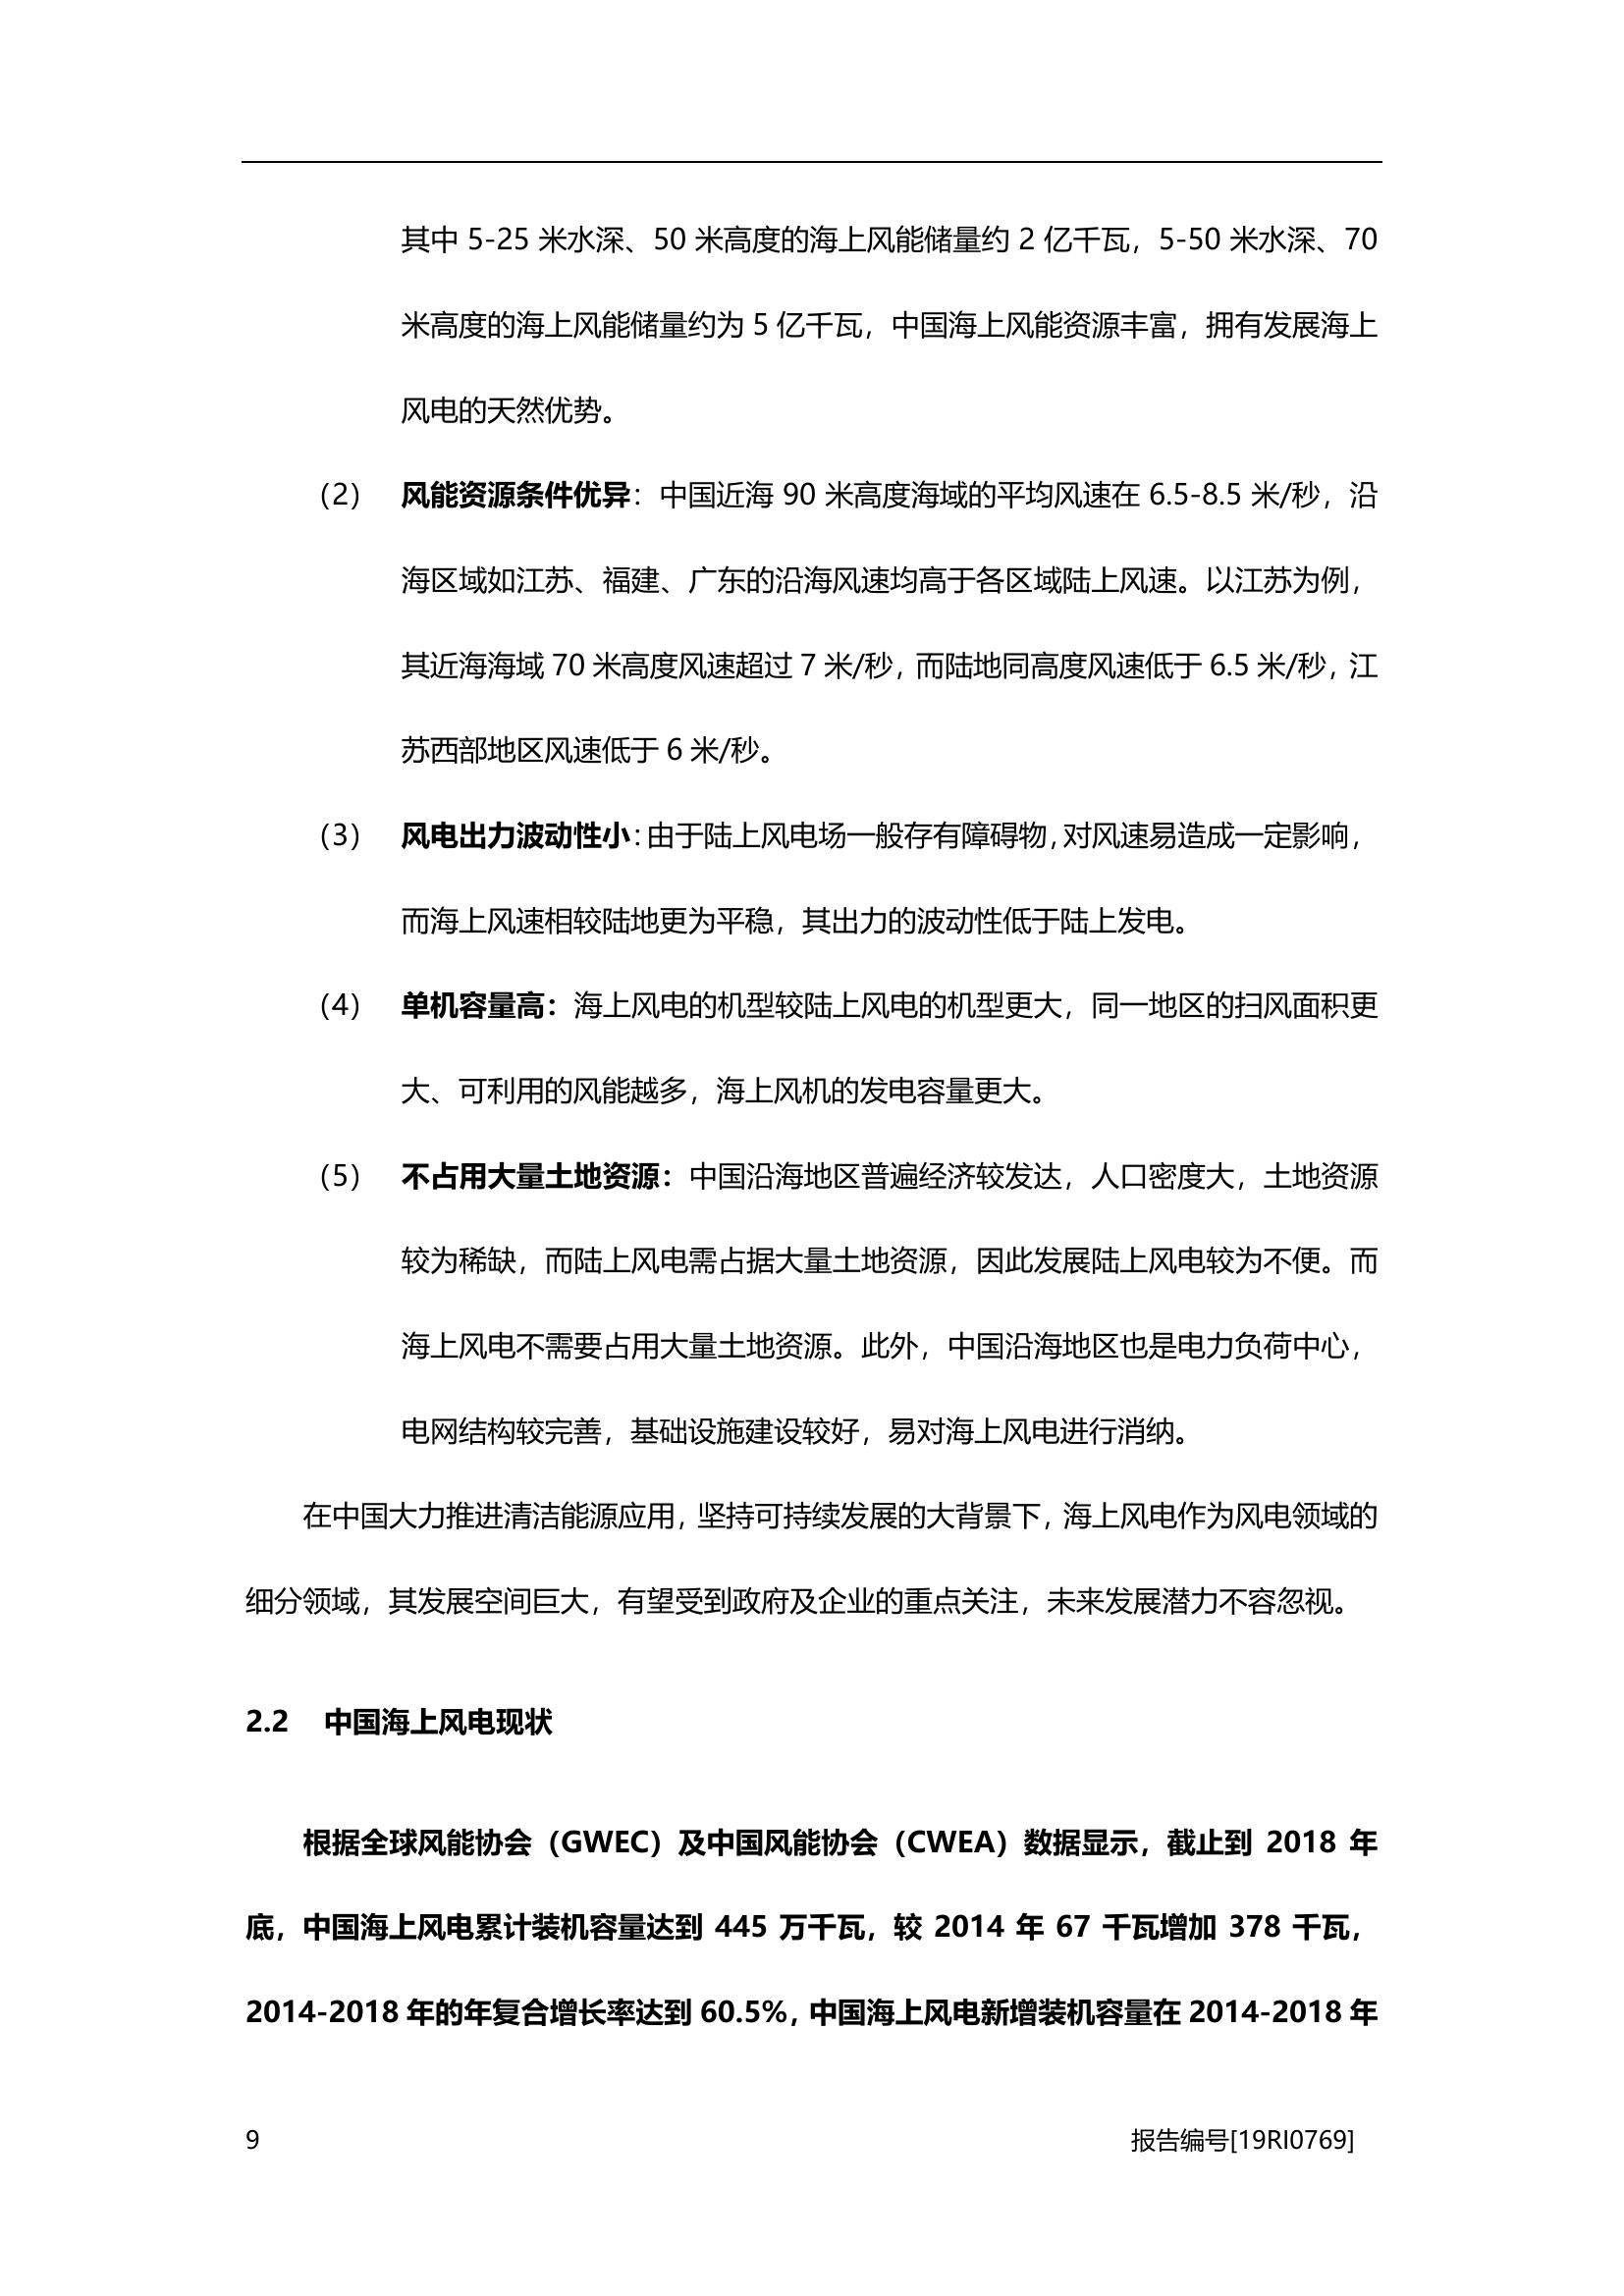 其中 5-25 米水深、50 米高度的海上风能储量约 2 亿千瓦，5-50 米水深、70
米高度的海上风能储量约为 5 亿千瓦，中国海上风能资源丰富，拥有发展海上
风电的天然优势。
（2） 风能资源条件优异：中国近海 90 米高度海域的平均风速在 6.5-8.5 米/秒，沿
海区域如江苏、福建、广东的沿海风速均高于各区域陆上风速。以江苏为例，
其近海海域 70 米高度风速超过 7 米/秒，而陆地同高度风速低于 6.5 米/秒，江
苏西部地区风速低于 6 米/秒。
（3） 风电出力波动性小：由于陆上风电场一般存有障碍物，对风速易造成一定影响，
而海上风速相较陆地更为平稳，其出力的波动性低于陆上发电。
（4） 单机容量高：海上风电的机型较陆上风电的机型更大，同一地区的扫风面积更
大、可利用的风能越多，海上风机的发电容量更大。
（5） 不占用大量土地资源：中国沿海地区普遍经济较发达，人口密度大，土地资源
较为稀缺，而陆上风电需占据大量土地资源，因此发展陆上风电较为不便。而
海上风电不需要占用大量土地资源。此外，中国沿海地区也是电力负荷中心，
电网结构较完善，基础设施建设较好，易对海上风电进行消纳。
在中国大力推进清洁能源应用，坚持可持续发展的大背景下，海上风电作为风电领域的
细分领域，其发展空间巨大，有望受到政府及企业的重点关注，未来发展潜力不容忽视。
2.2 中国海上风电现状
根据全球风能协会（GWEC）及中国风能协会（CWEA）数据显示，截止到 2018 年
底，中国海上风电累计装机容量达到 445 万千瓦，较 2014 年 67 千瓦增加 378 千瓦，
2014-2018 年的年复合增长率达到 60.5%，中国海上风电新增装机容量在 2014-2018 年
9 报告编号[19RI0769]